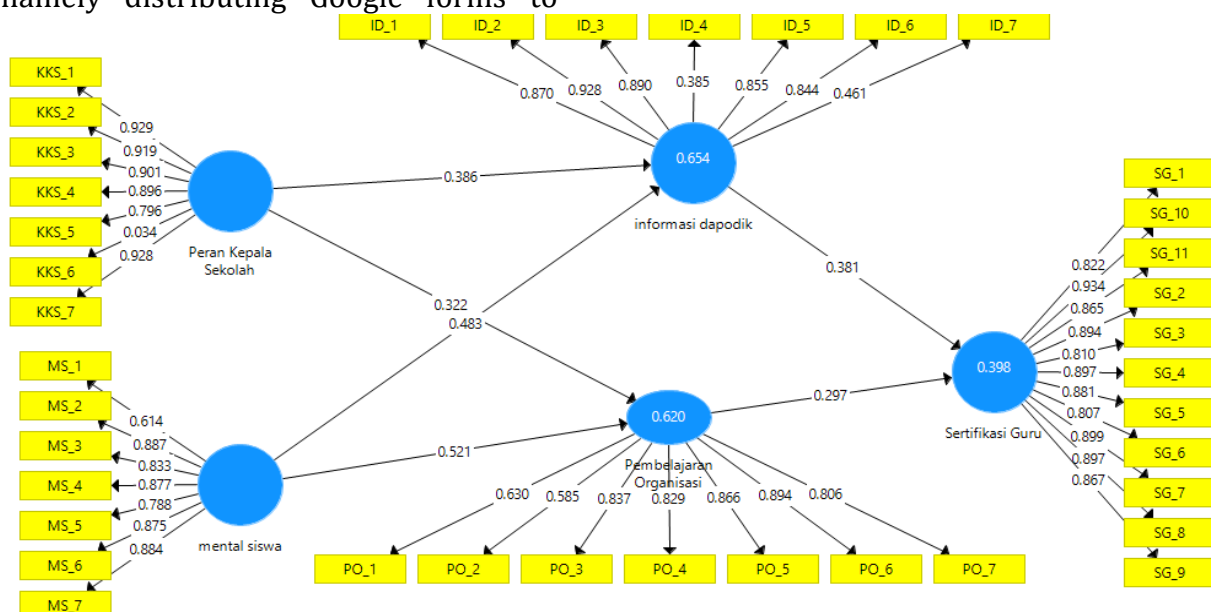 namely distributing Google forms to
ID_1 ID_2 ID_3 ID_4 ID_5 ID_6 ID_7
0.870 0.928 0.890 0.385 0.855 0.844 0.461
KKS_1
KKS_2
KKS_3
KKS_4
KKS_5
KKS_6
KKS_7
0.929
0.919
0.901
0.896
0.796
0.034
0.928
Peran Kepala
Sekolah
0.386
0.654
informasi dapodik
0.322
0.483
0.381
MS_1
MS_2
MS_3
MS_4
MS_5
MS_6
MS_7
0.614
0.887
0.833
0.877
0.788
0.875
0.884
mental siswa
0.521
0.620
Pembelajaran
Organisasi
0.297
0.630 0.585 0.837 0.829 0.866 0.894 0.806
PO_1 PO_2 PO_3 PO_4 PO_5 PO_6 PO_7
0.398
Sertifikasi Guru
0.822
0.934
0.865
0.894
0.810
0.897
0.881
0.807
0.899
0.897
0.867
SG_1
SG_10
SG_11
SG_2
SG_3
SG_4
SG_5
SG_6
SG_7
SG_8
SG_9